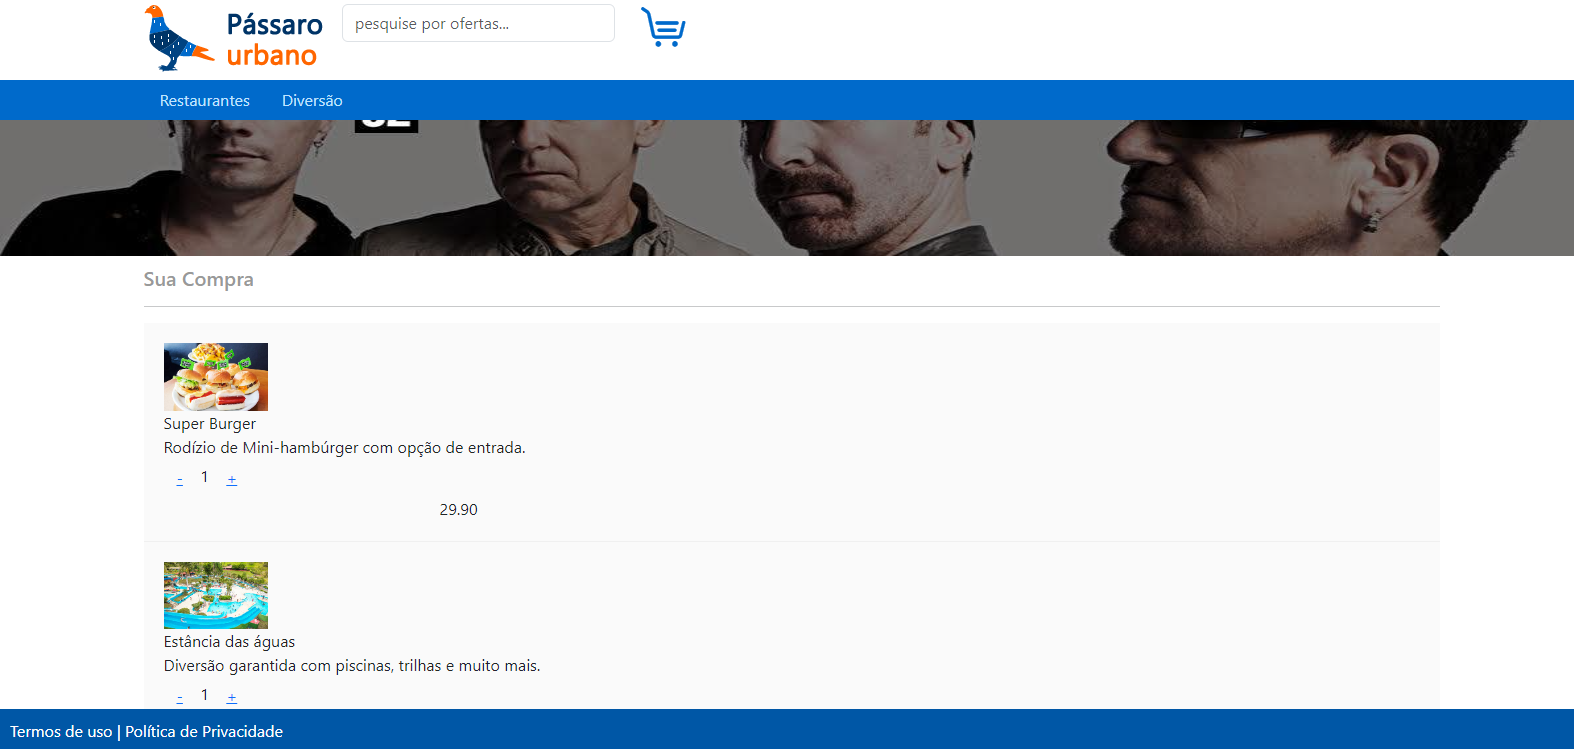 Pássaro
urbano
pesquise por ofertas...
Restaurantes
Diversão
Sua Compra
Super Burger
Rodízio de Mini-hambúrger com opção de entrada.
- 1 +
29.90
Estância das águas
Diversão garantida com piscinas, trilhas e muito mais.
- 1 +
Termos de uso | Política de Privacidade